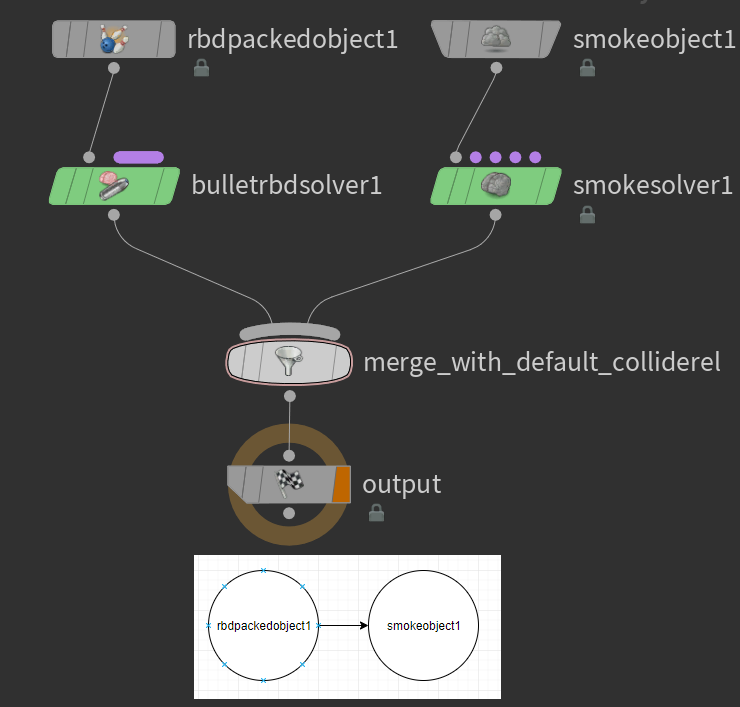 rbdpackedobject1
smokeobject1
bulletrbdsolver1
smokesolver1
merge_with_default_colliderel
output
rbdpackedobject1
smokeobject1